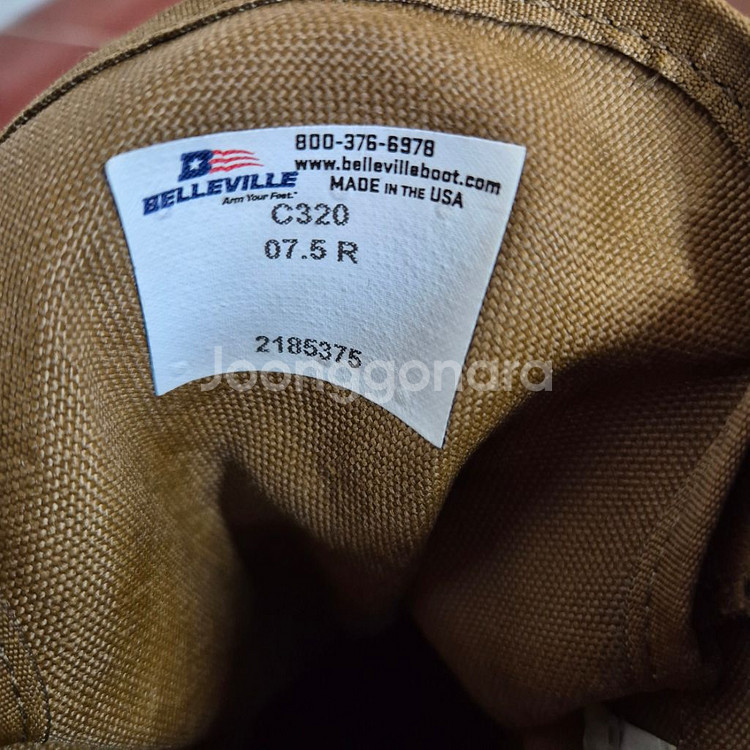 800-376-6978
BELLEVILLE
www.bellevilleboot.com
Arm Your Feet.™
MADE IN THE USA
C320
07.5 R
2185375
Joonggonara